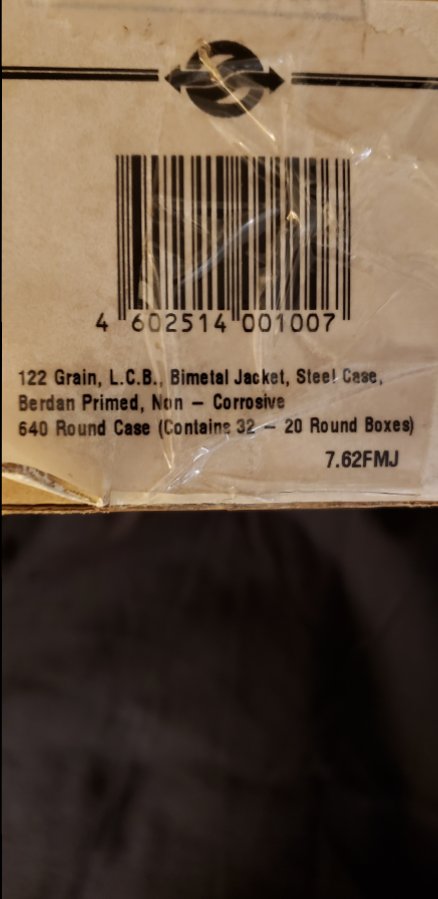 4 602514 001007
122 Grain, L.C.B., Bimetal Jacket, Steel Case,
Berdan Primed, Non – Corrosive
640 Round Case (Contains 32 – 20 Round Boxes)
7.62FMJ